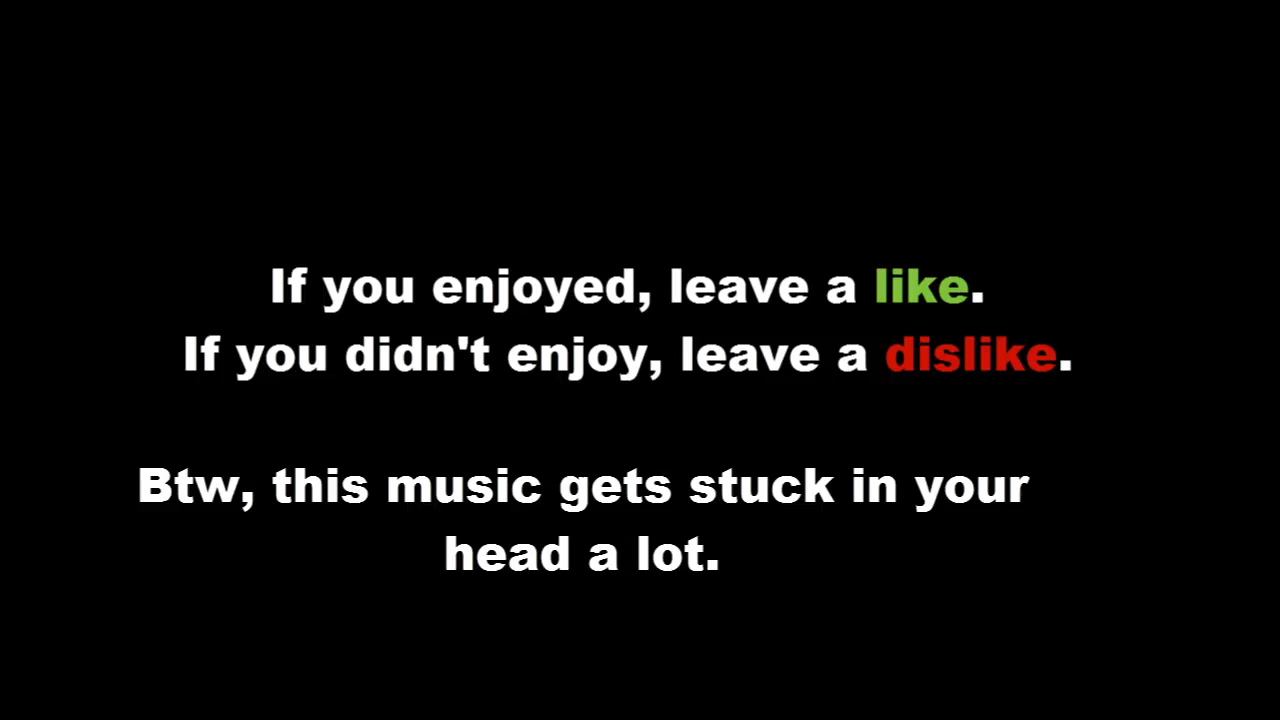 If you enjoyed, leave a like.
If you didn't enjoy, leave a dislike.
Btw, this music gets stuck in your
head a lot.